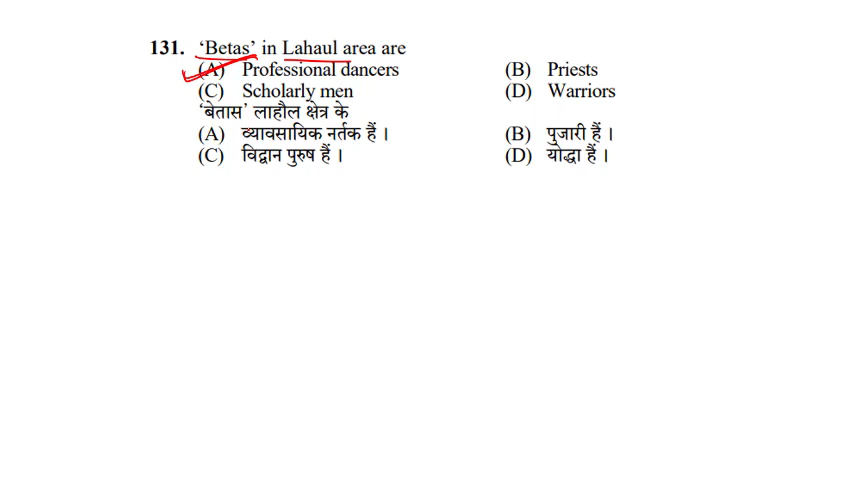 131. ‘Betas’ in Lahaul area are
(A) Professional dancers (B) Priests
(C) Scholarly men (D) Warriors
‘बेतास’ लाहौल क्षेत्र के
(A) व्यावसायिक नर्तक हैं । (B) पुजारी हैं ।
(C) विद्वान पुरुष हैं । (D) योद्धा हैं ।